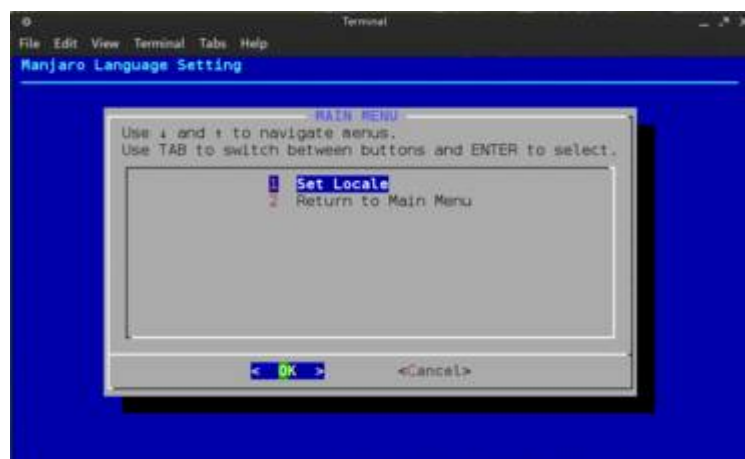 Terminal
File Edit View Terminal Tabs Help
Manjaro Language Setting
MAIN MENU
Use ↓ and ↑ to navigate menus.
Use TAB to switch between buttons and ENTER to select.
1 Set Locale
2 Return to Main Menu
< OK > <Cancel>